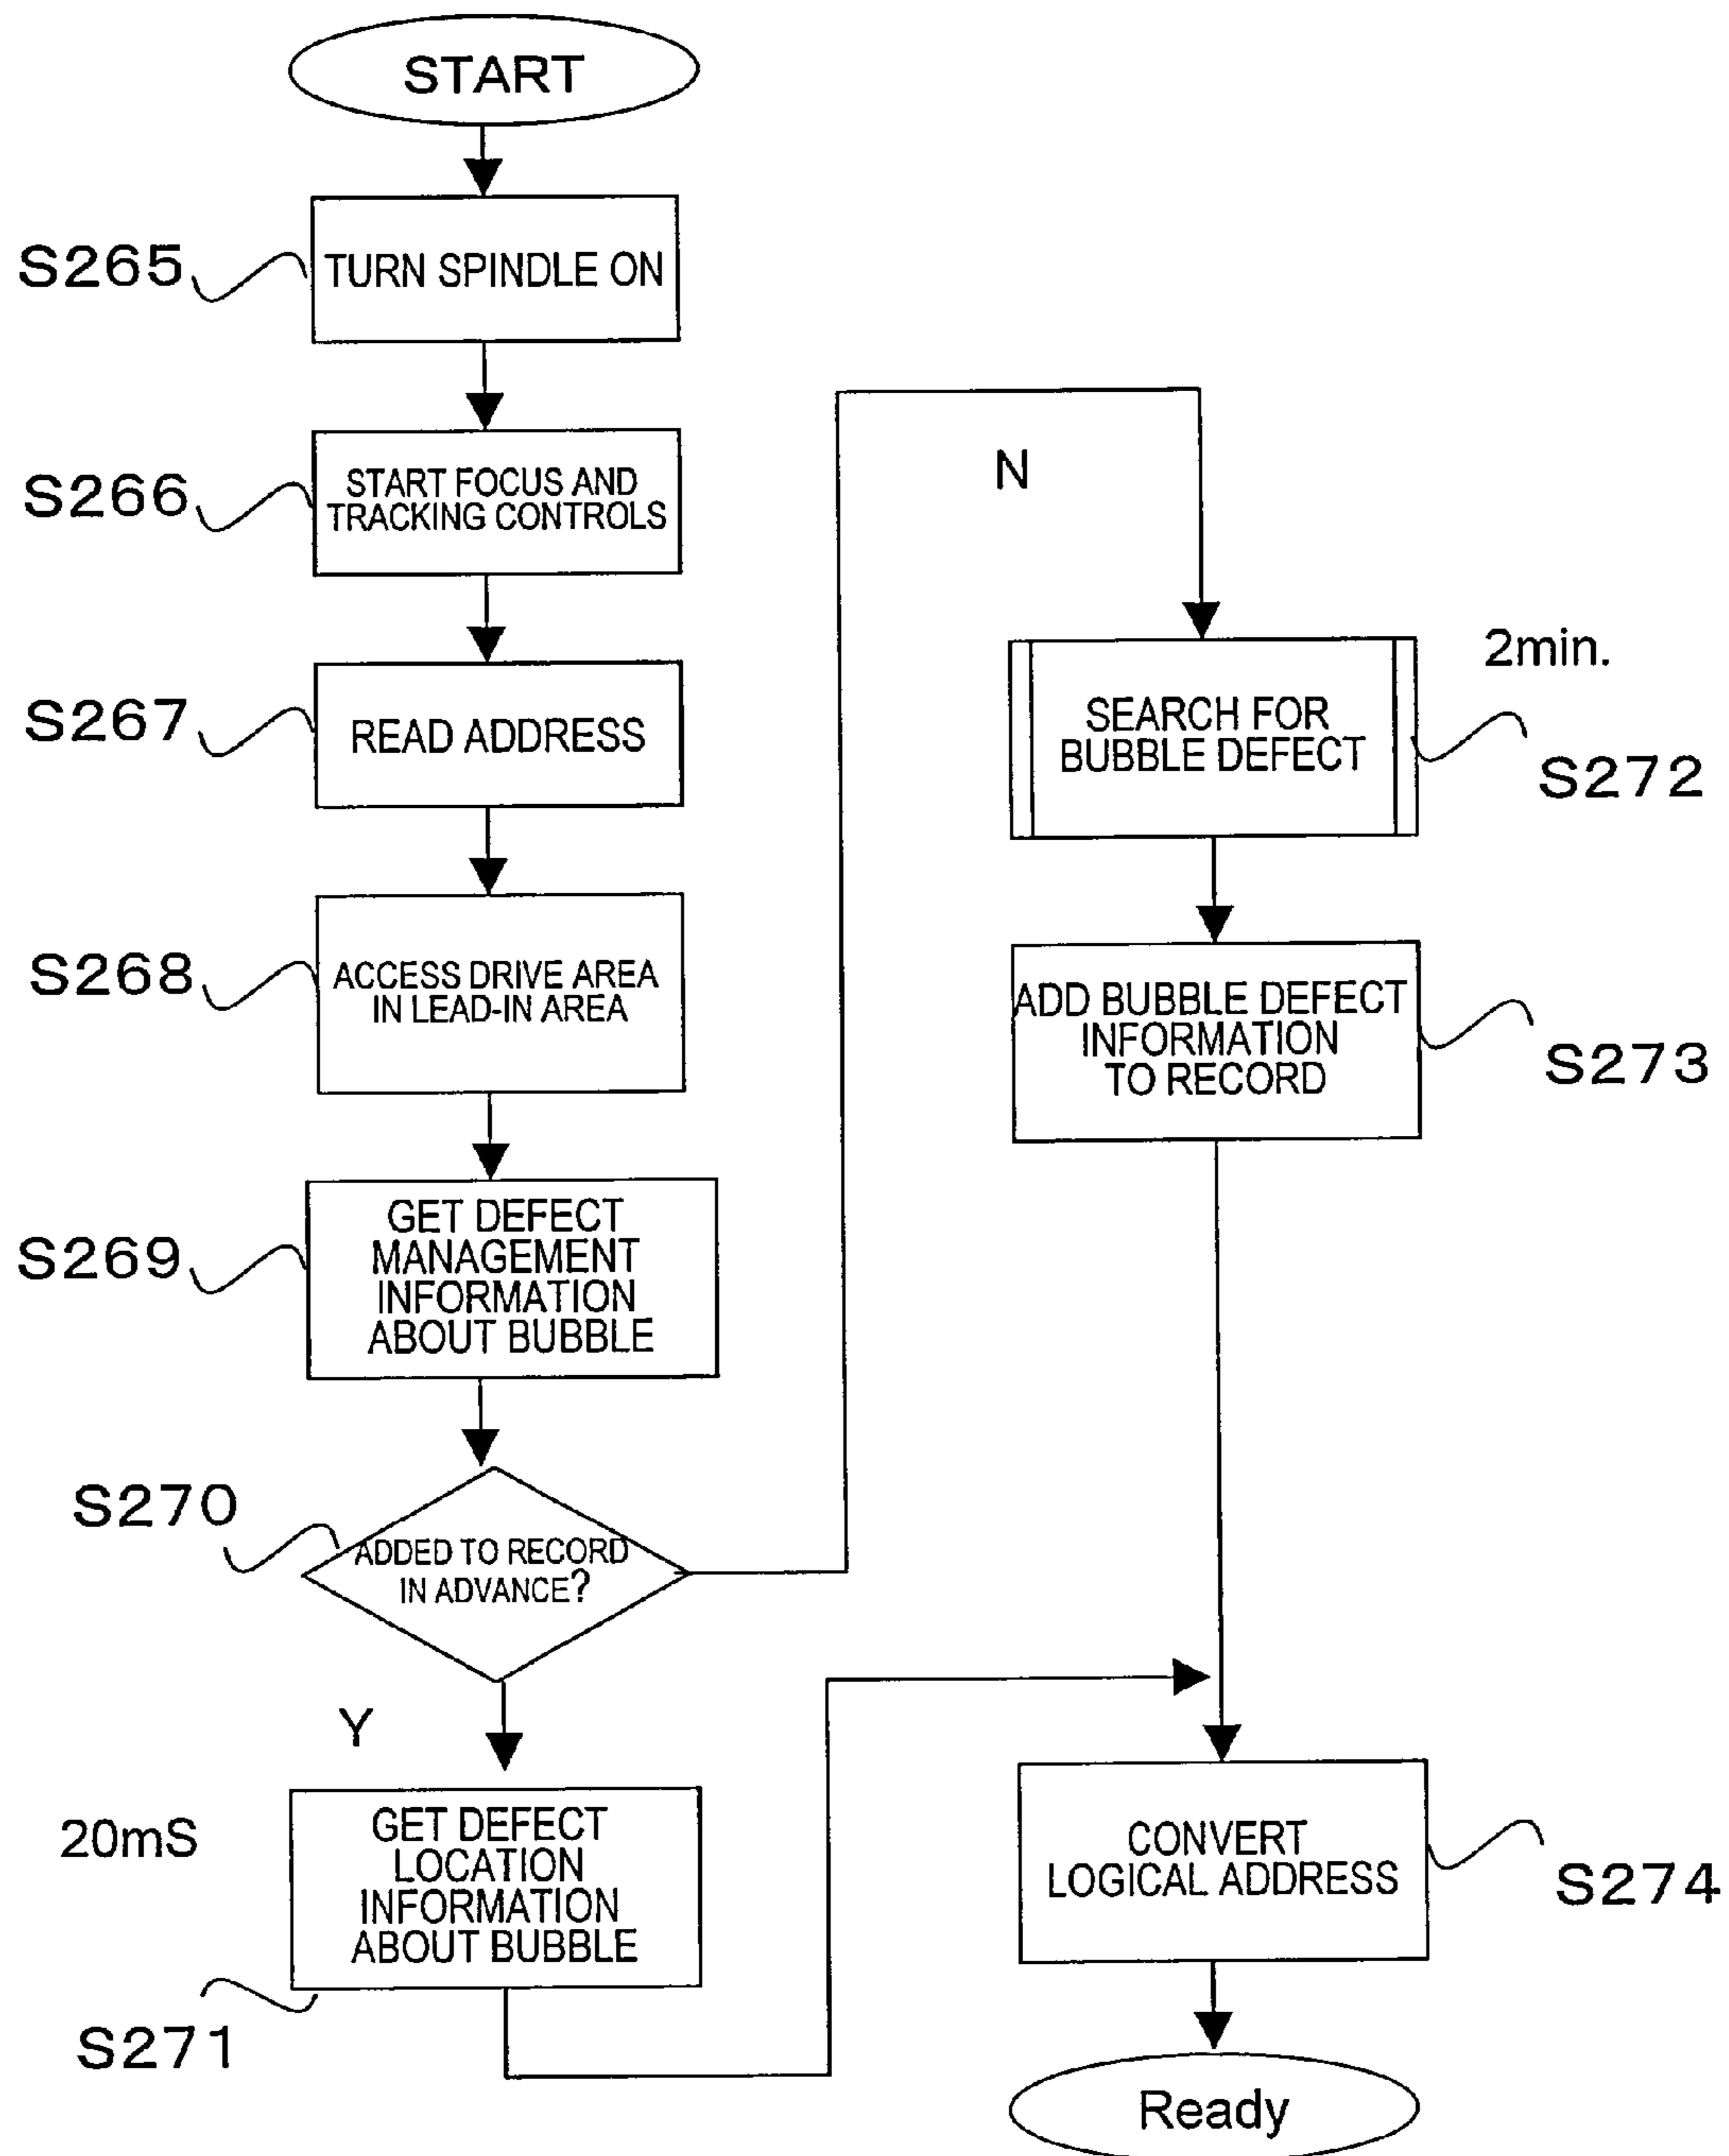 START
S265
TURN SPINDLE ON
S266
START FOCUS AND
TRACKING CONTROLS
S267
READ ADDRESS
S268
ACCESS DRIVE AREA
IN LEAD-IN AREA
S269
GET DEFECT
MANAGEMENT
INFORMATION
ABOUT BUBBLE
S270
ADDED TO RECORD
IN ADVANCE?
Y
20mS
GET DEFECT
LOCATION
INFORMATION
ABOUT BUBBLE
S271
N
2min.
SEARCH FOR
BUBBLE DEFECT
S272
ADD BUBBLE DEFECT
INFORMATION
TO RECORD
S273
CONVERT
LOGICAL ADDRESS
S274
Ready